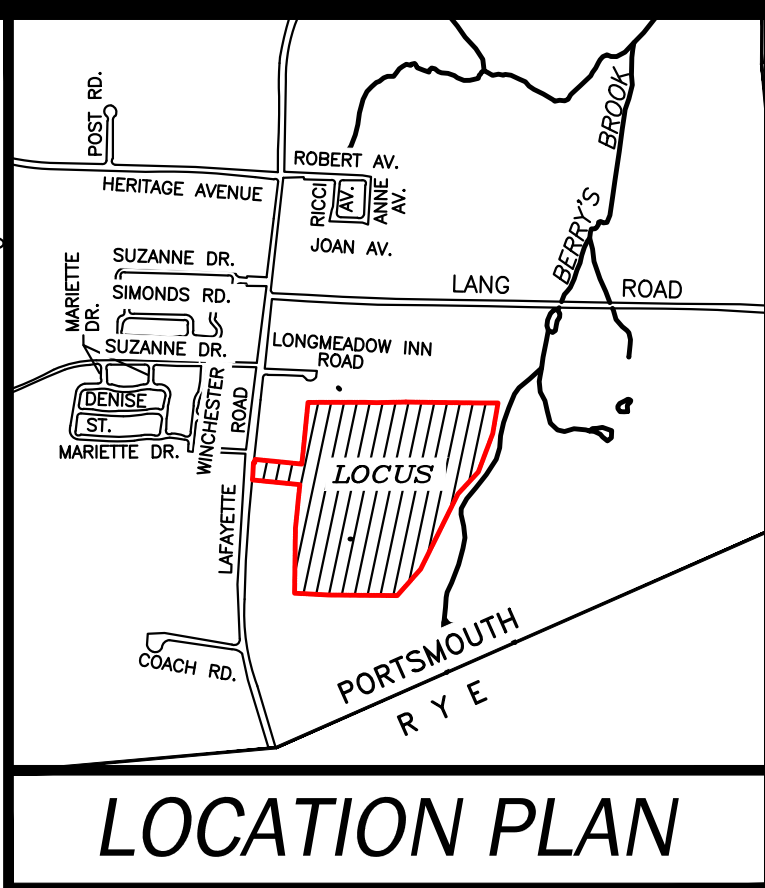 POST RD.
ROBERT AV.
HERITAGE AVENUE
RICCI
AV.
ANNE
AV.
JOAN AV.
BERRY'S BROOK
SUZANNE DR.
MARIETTE
DR.
SIMONDS RD.
LANG ROAD
SUZANNE DR.
LONGMEADOW INN
ROAD
DENISE
ST.
MARIETTE DR.
WINCHESTER
LAFAYETTE ROAD
LOCUS
COACH RD.
PORTSMOUTH
RYE
LOCATION PLAN